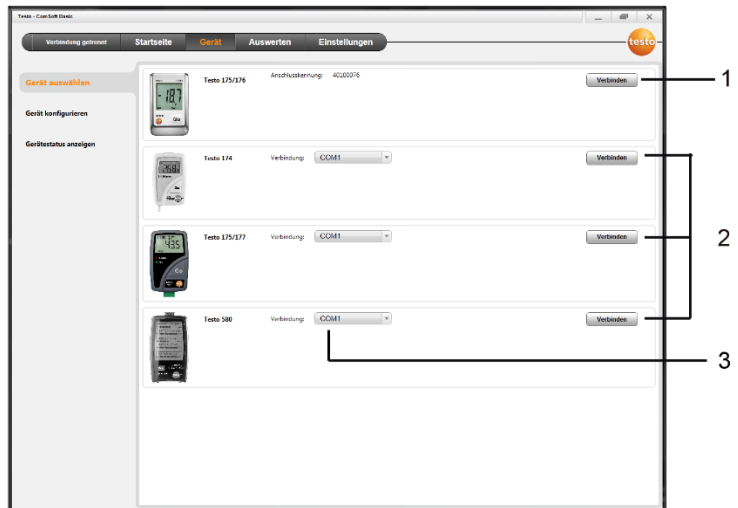 Testo - ComSoft Basic
Verbindung getrennt Startseite Gerät Auswerten Einstellungen
testo
Gerät auswählen
Gerät konfigurieren
Gerätestatus anzeigen
Testo 175/176 Anschlusskennung: 40100076 Verbinden 1
Testo 174 Verbindung: COM1 Verbinden
2
Testo 175/177 Verbindung: COM1 Verbinden
Testo 580 Verbindung: COM1 Verbinden
3